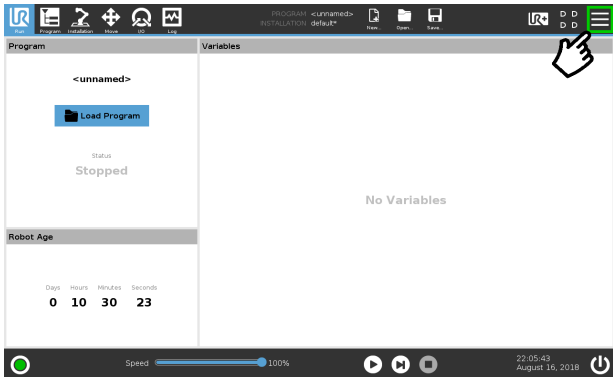 UR
PROGRAM <unnamed>
INSTALLATION default*
UR+
D D
D D
Run
Program
Installation
Move
I/O
Log
New...
Open...
Save...
Program
Variables
<unnamed>
Load Program
Status
Stopped
No Variables
Robot Age
Days Hours Minutes Seconds
0 10 30 23
Speed
100%
22:05:43
August 16, 2018